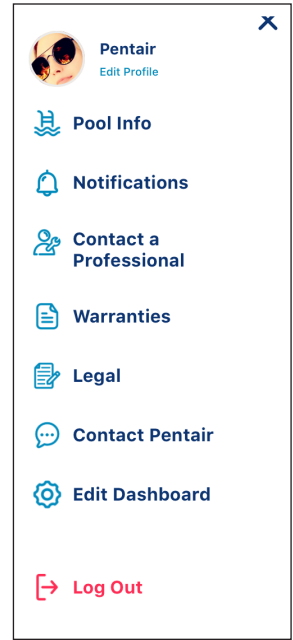 Pentair
Edit Profile
Pool Info
Notifications
Contact a
Professional
Warranties
Legal
Contact Pentair
Edit Dashboard
Log Out